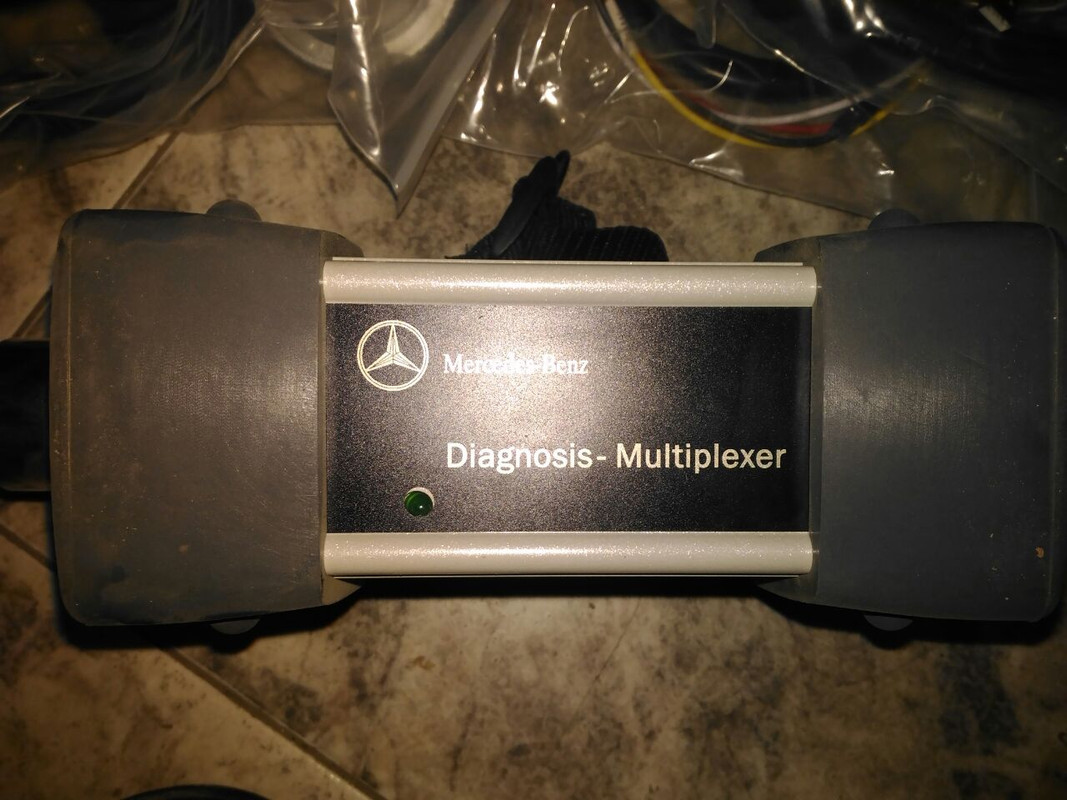 Mercedes-Benz
Diagnosis - Multiplexer